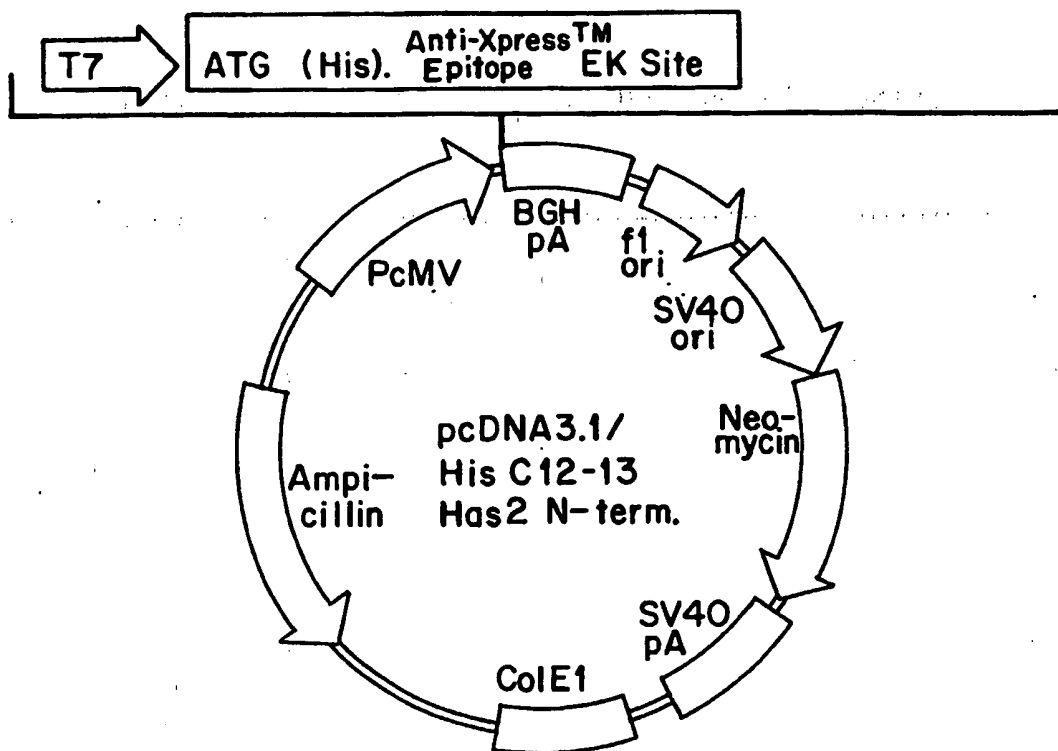 T7
ATG (His). Anti-Xpress™ Epitope EK Site
BGH
pA
f1
ori
PcMV
SV40
ori
Neo-
mycin
pcDNA3.1/
His C12-13
Has2 N-term.
Ampi-
cillin
SV40
pA
ColE1